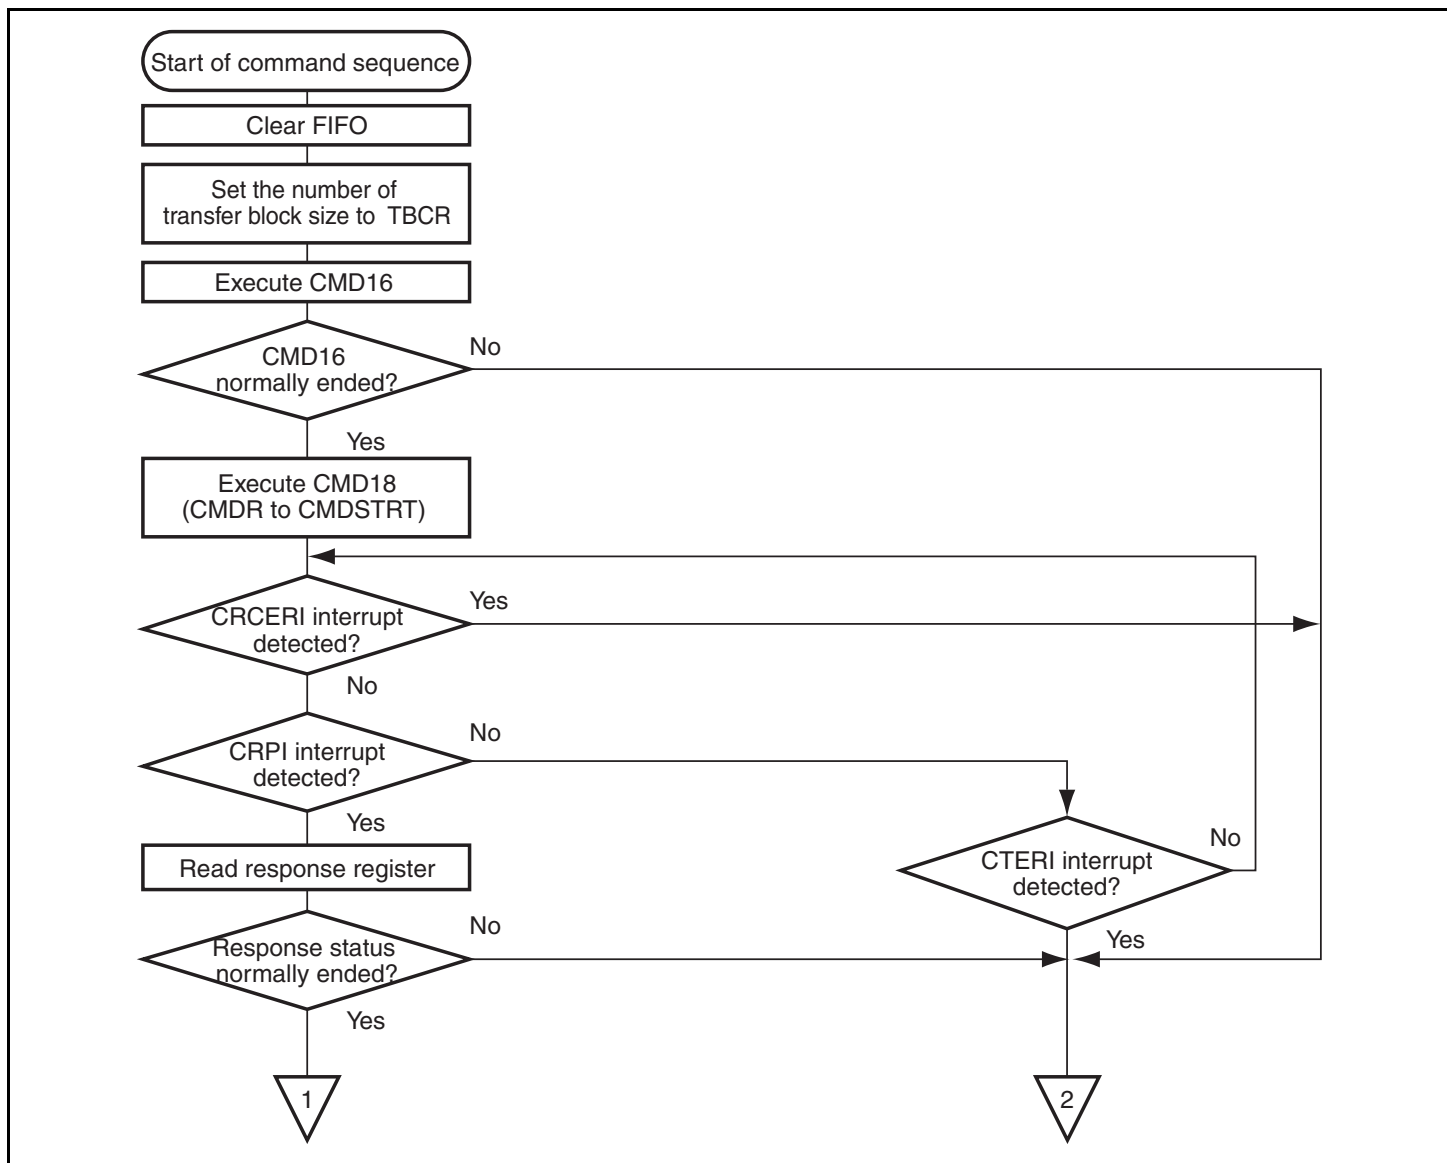 Start of command sequence
Clear FIFO
Set the number of
transfer block size to TBCR
Execute CMD16
CMD16
normally ended?
No
Yes
Execute CMD18
(CMDR to CMDSTRT)
CRCERI interrupt
detected?
Yes
No
CRPI interrupt
detected?
No
Yes
CTERI interrupt
detected?
No
Yes
Read response register
Response status
normally ended?
No
Yes
1
2